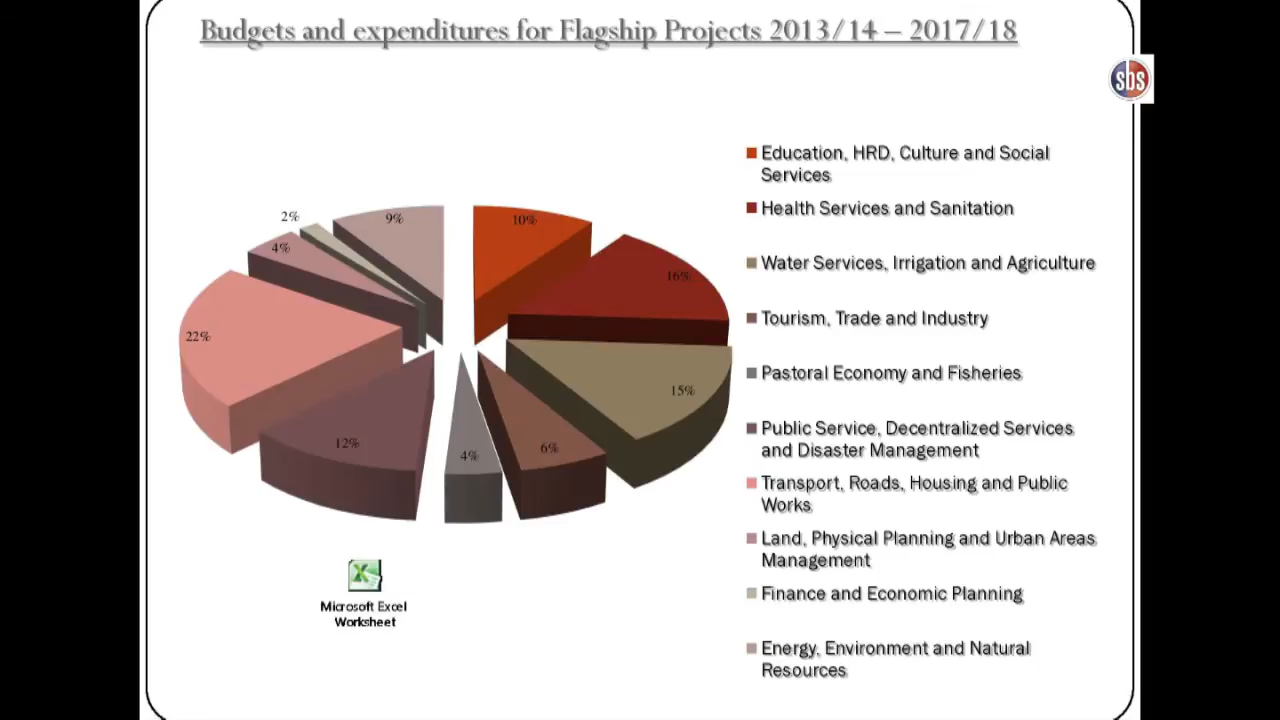 Budgets and expenditures for Flagship Projects 2013/14 – 2017/18
sbs
Education, HRD, Culture and Social
Services
Health Services and Sanitation
Water Services, Irrigation and Agriculture
Tourism, Trade and Industry
Pastoral Economy and Fisheries
Public Service, Decentralized Services
and Disaster Management
Transport, Roads, Housing and Public
Works
Land, Physical Planning and Urban Areas
Management
Finance and Economic Planning
Energy, Environment and Natural
Resources
10%
16%
15%
6%
4%
12%
22%
4%
2%
9%
Microsoft Excel
Worksheet